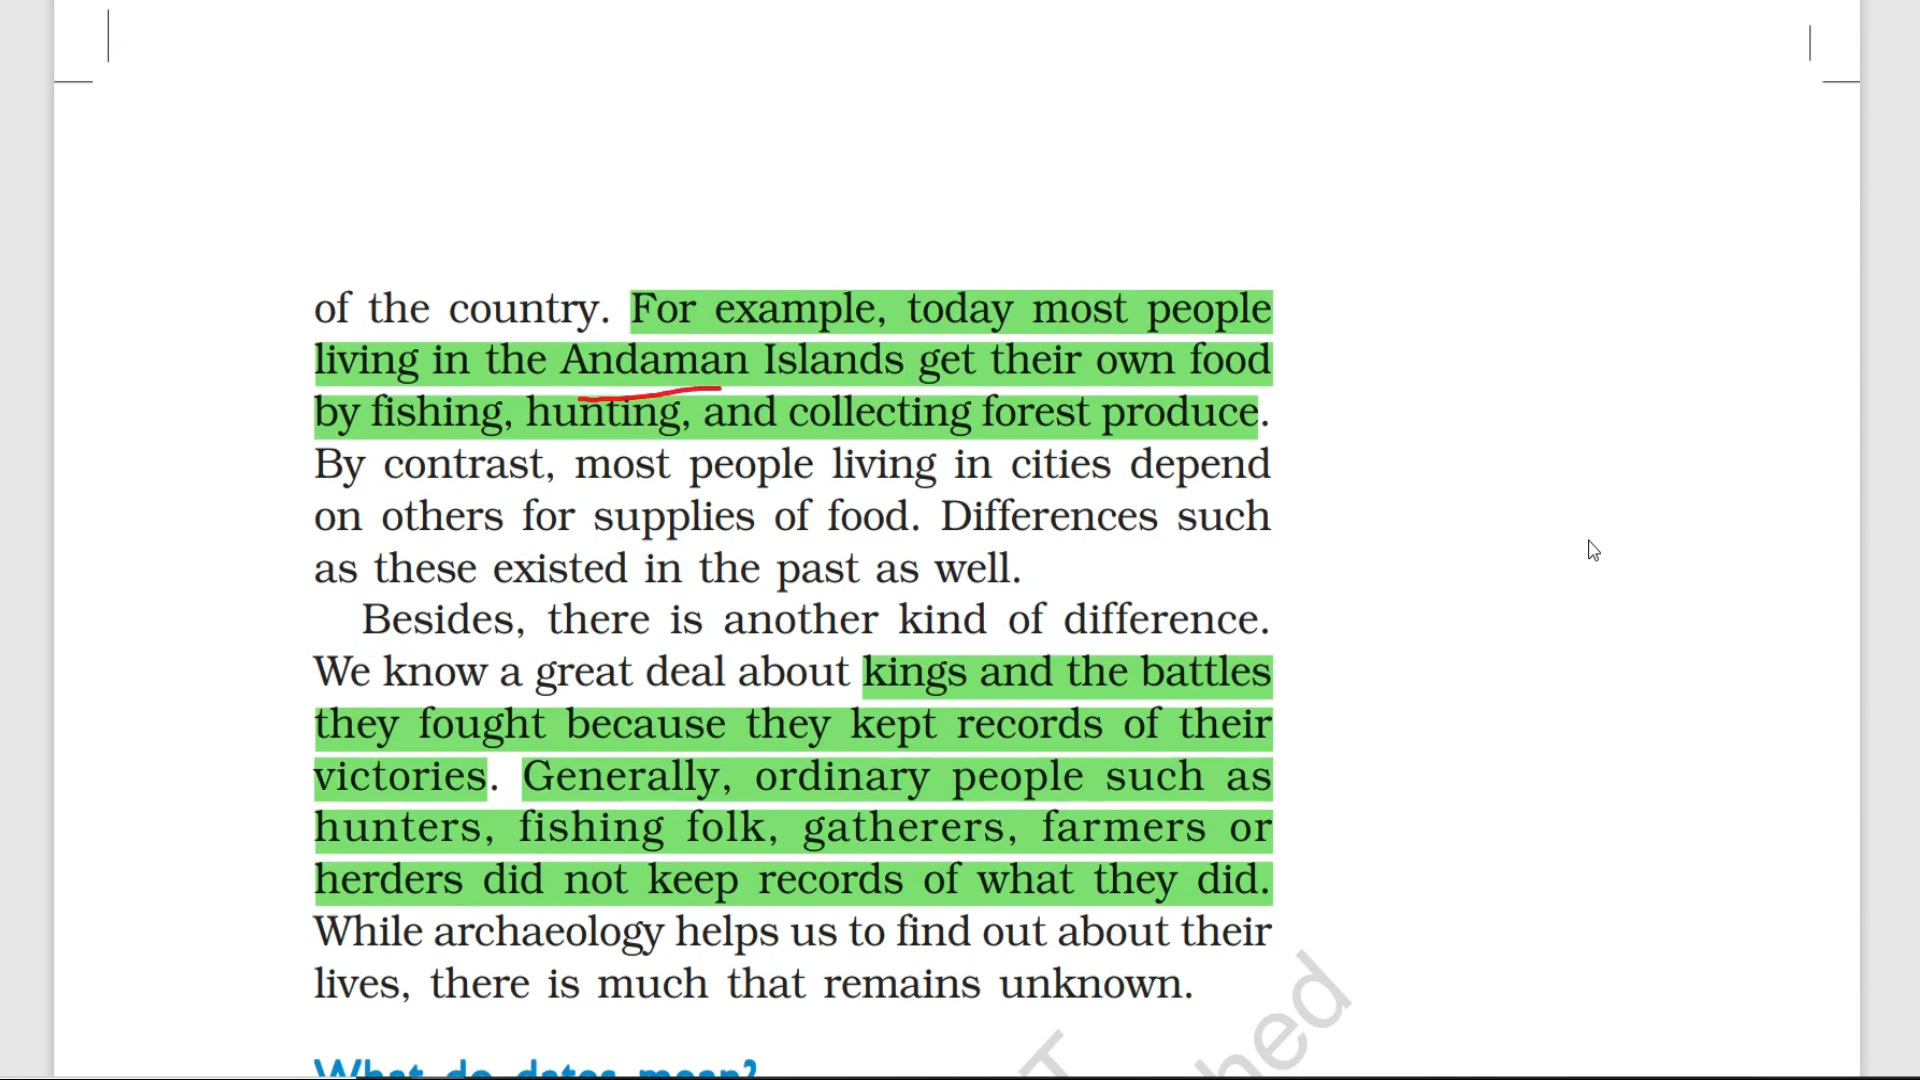 of the country. For example, today most people
living in the Andaman Islands get their own food
by fishing, hunting, and collecting forest produce.
By contrast, most people living in cities depend
on others for supplies of food. Differences such
as these existed in the past as well.
Besides, there is another kind of difference.
We know a great deal about kings and the battles
they fought because they kept records of their
victories. Generally, ordinary people such as
hunters, fishing folk, gatherers, farmers or
herders did not keep records of what they did.
While archaeology helps us to find out about their
lives, there is much that remains unknown.
What do dates mean?